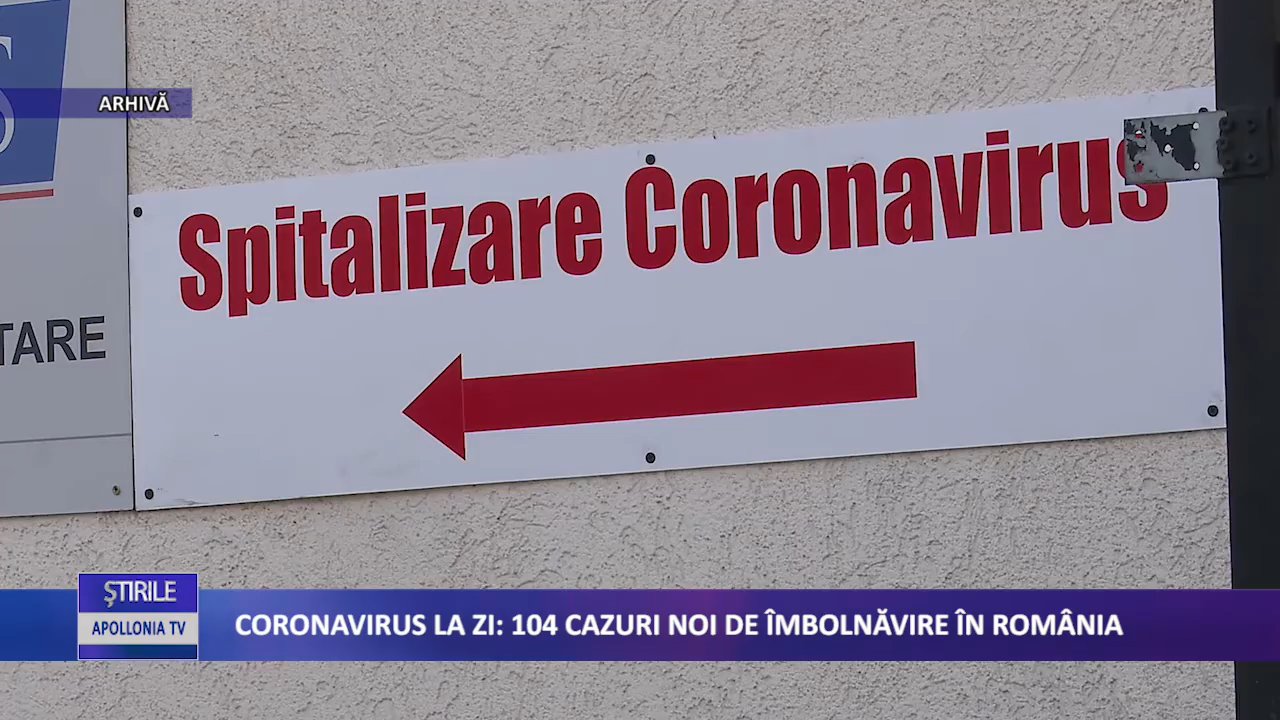 ARHIVĂ
Spitalizare Coronavirus
TARE
ȘTIRILE
APOLLONIA TV
CORONAVIRUS LA ZI: 104 CAZURI NOI DE ÎMBOLNĂVIRE ÎN ROMÂNIA